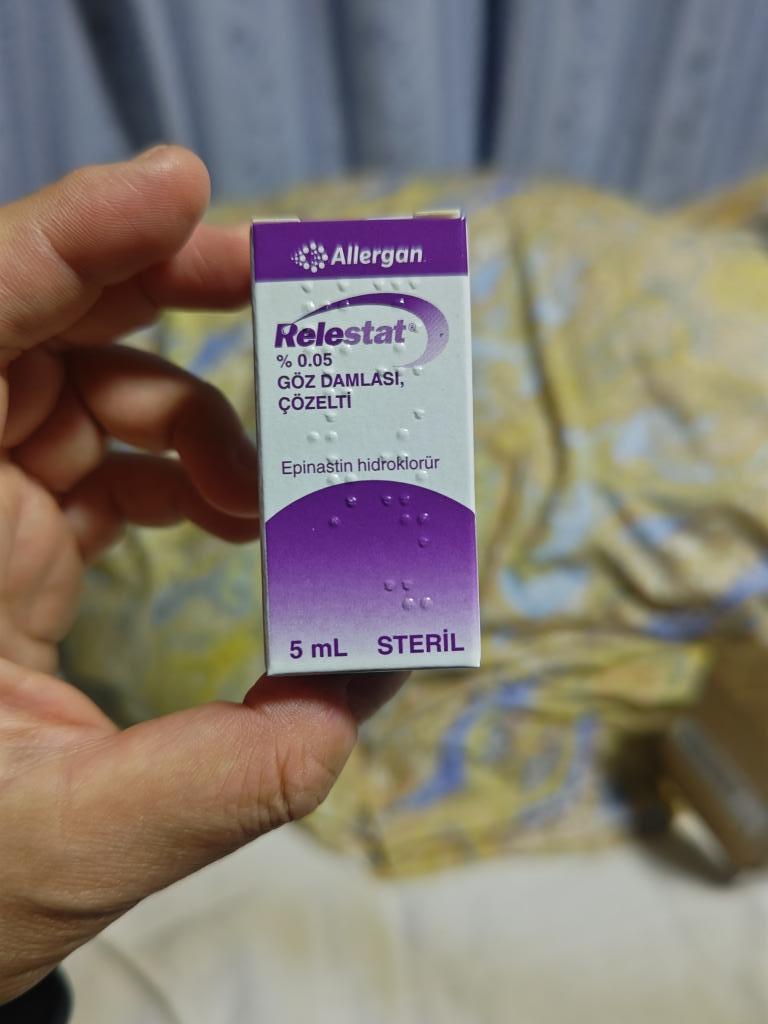 Allergan
Relestat®
% 0.05
GÖZ DAMLASI,
ÇÖZELTİ
Epinastin hidroklorür
5 mL STERİL